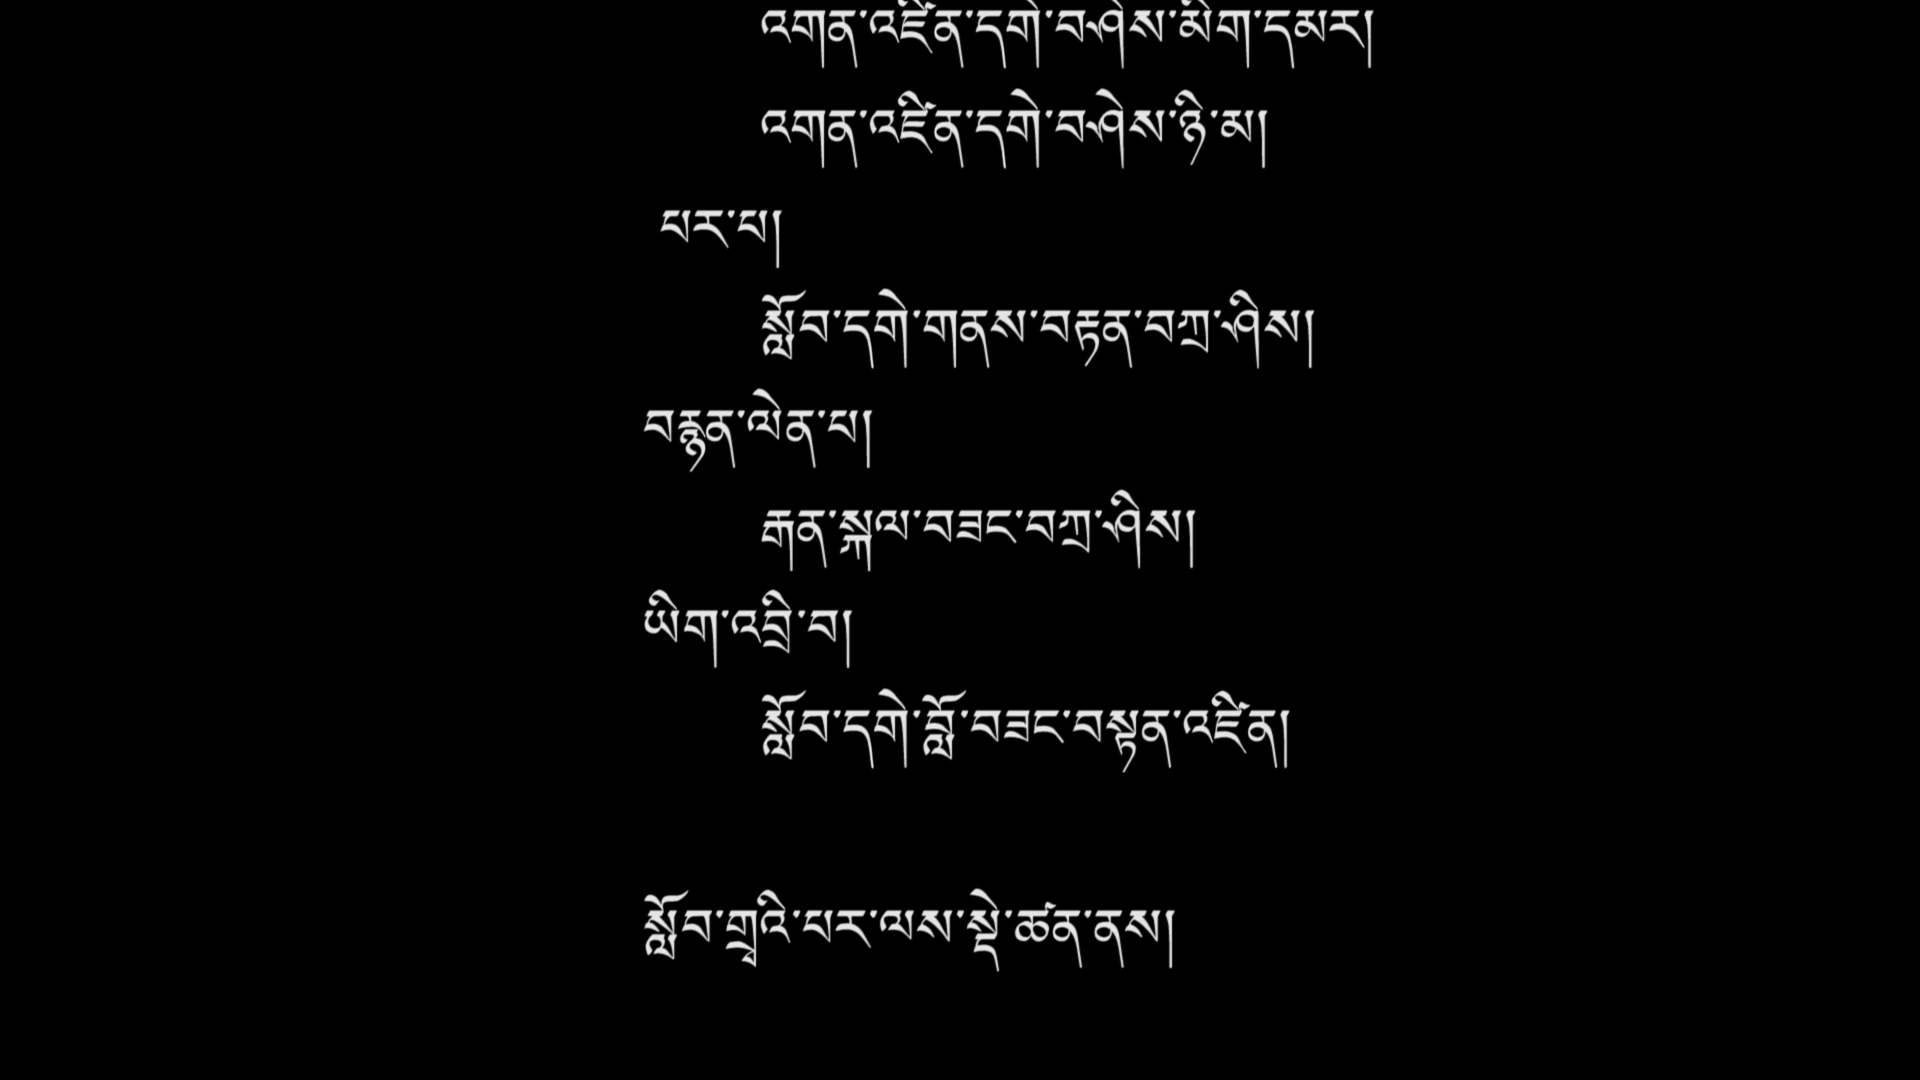 འགན་འཛིན་དགེ་བཤེས་མིག་དམར།
འགན་འཛིན་དགེ་བཤེས་ཉི་མ།
པར་པ།
སློབ་དགེ་གནས་བརྟན་བཀྲ་ཤིས།
བརྙན་ལེན་པ།
རྒན་སྐལ་བཟང་བཀྲ་ཤིས།
ཡིག་འབྲི་བ།
སློབ་དགེ་བློ་བཟང་བསྟན་འཛིན།
སློབ་གྲྭའི་པར་ལས་སྡེ་ཚན་ནས།